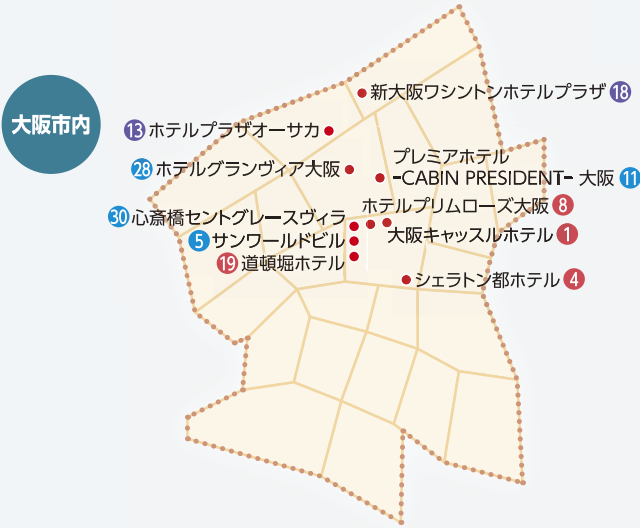 大阪市内
新大阪ワシントンホテルプラザ 18
13 ホテルプラザオーサカ
28 ホテルグランヴィア大阪
プレミアホテル
-CABIN PRESIDENT- 大阪 11
ホテルプリムローズ大阪 8
30 心斎橋セントグレースヴィラ
大阪キャッスルホテル 1
5 サンワールドビル
19 道頓堀ホテル
シェラトン都ホテル 4